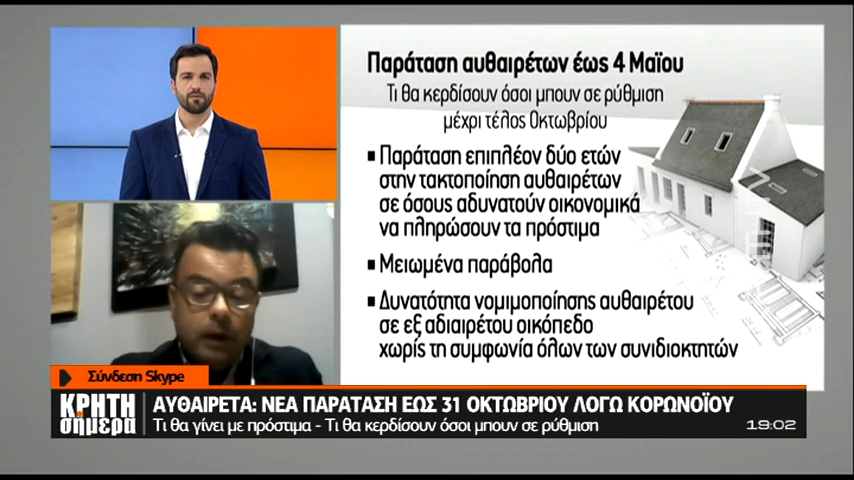 Παράταση αυθαιρέτων έως 4 Μαΐου
Τι θα κερδίσουν όσοι μπουν σε ρύθμιση
μέχρι τέλος Οκτωβρίου
▪ Παράταση επιπλέον δύο ετών
στην τακτοποίηση αυθαιρέτων
σε όσους αδυνατούν οικονομικά
να πληρώσουν τα πρόστιμα
▪ Μειωμένα παράβολα
▪ Δυνατότητα νομιμοποίησης αυθαιρέτου
σε εξ αδιαιρέτου οικόπεδο
χωρίς τη συμφωνία όλων των συνιδιοκτητών
Σύνδεση Skype
ΚΡΗΤΗ
σήμερα
ΑΥΘΑΙΡΕΤΑ: ΝΕΑ ΠΑΡΑΤΑΣΗ ΕΩΣ 31 ΟΚΤΩΒΡΙΟΥ ΛΟΓΩ ΚΟΡΩΝΟΪΟΥ
Τι θα γίνει με πρόστιμα - Τι θα κερδίσουν όσοι μπουν σε ρύθμιση
19:02